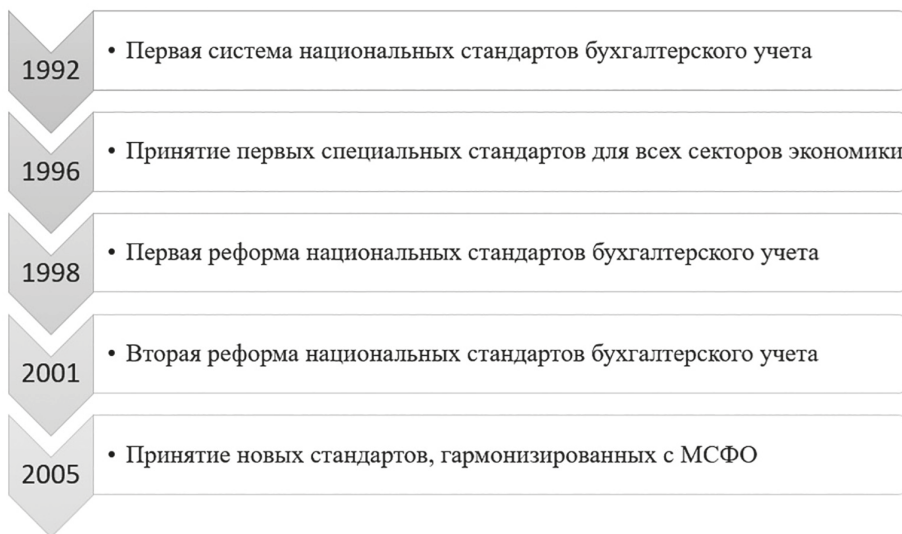 1992
• Первая система национальных стандартов бухгалтерского учета
1996
• Принятие первых специальных стандартов для всех секторов экономики
1998
• Первая реформа национальных стандартов бухгалтерского учета
2001
• Вторая реформа национальных стандартов бухгалтерского учета
2005
• Принятие новых стандартов, гармонизированных с МСФО